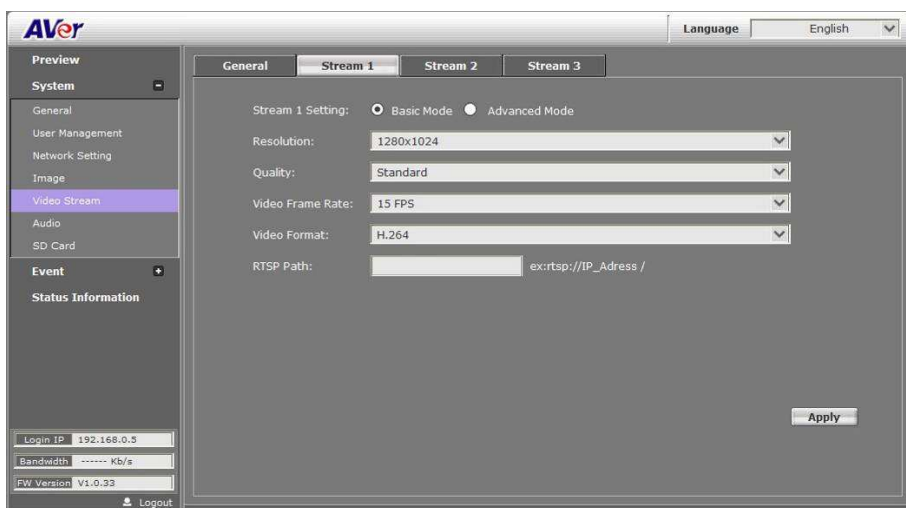 AVer
Language English
Preview
System
General
User Management
Network Setting
Image
Video Stream
Audio
SD Card
Event
Status Information
Login IP 192.168.0.5
Bandwidth ------ Kb/s
FW Version V1.0.33
Logout
General Stream 1 Stream 2 Stream 3
Stream 1 Setting: Basic Mode Advanced Mode
Resolution: 1280x1024
Quality: Standard
Video Frame Rate: 15 FPS
Video Format: H.264
RTSP Path: ex:rtsp://IP_Adress /
Apply